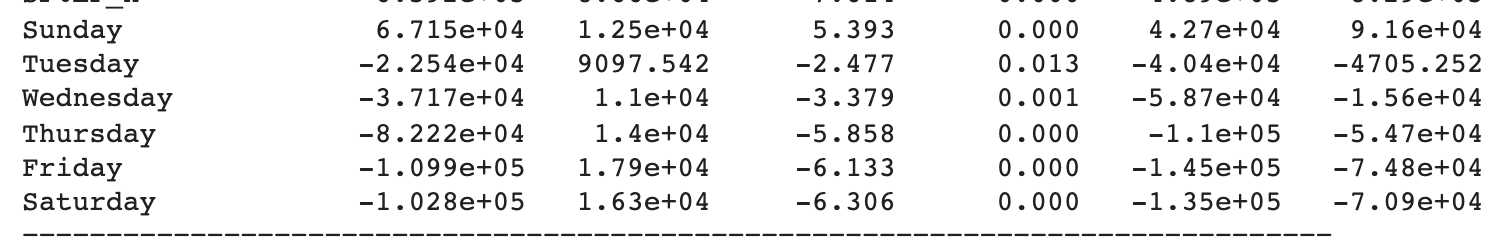 Sunday 6.715e+04 1.25e+04 5.393 0.000 4.27e+04 9.16e+04
Tuesday -2.254e+04 9097.542 -2.477 0.013 -4.04e+04 -4705.252
Wednesday -3.717e+04 1.1e+04 -3.379 0.001 -5.87e+04 -1.56e+04
Thursday -8.222e+04 1.4e+04 -5.858 0.000 -1.1e+05 -5.47e+04
Friday -1.099e+05 1.79e+04 -6.133 0.000 -1.45e+05 -7.48e+04
Saturday -1.028e+05 1.63e+04 -6.306 0.000 -1.35e+05 -7.09e+04